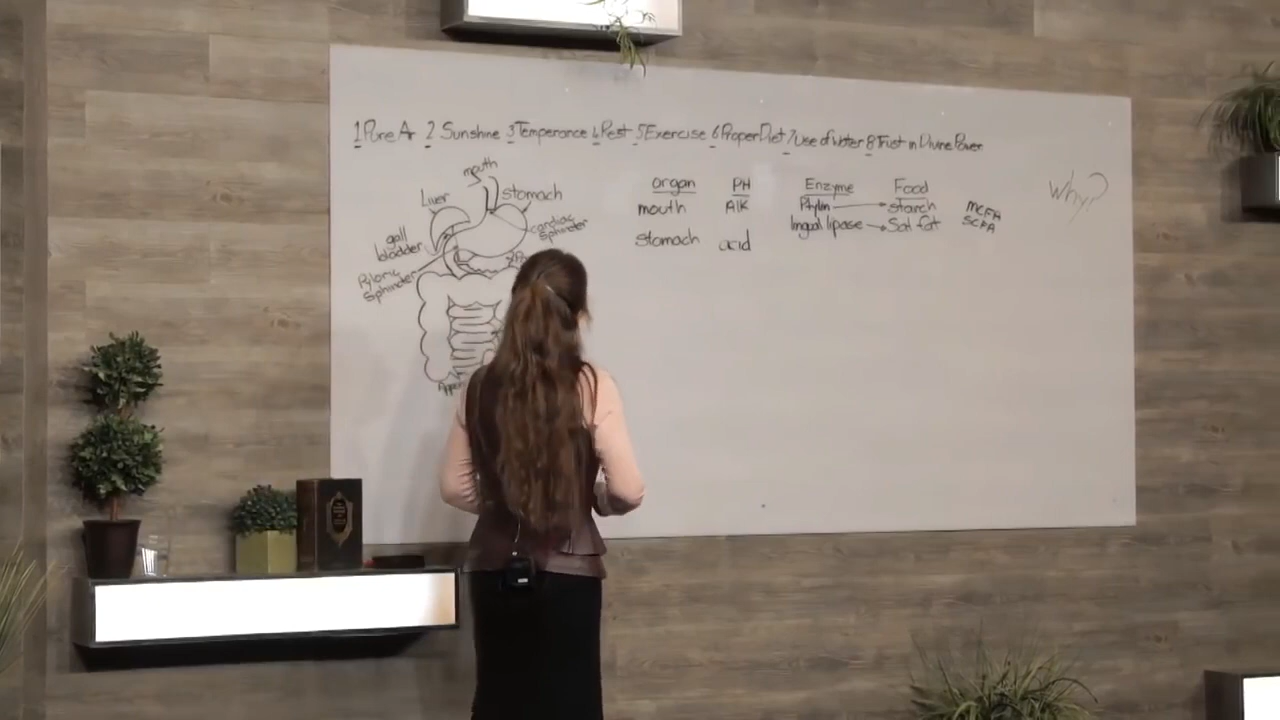 1 Pure Air 2 Sunshine 3 Temperance 4 Rest 5 Exercise 6 Proper Diet 7 Use of Water 8 Trust in Divine Power
mouth
Liver
stomach
cardiac
sphincter
gall
bladder
Pyloric
Sphincter
organ PH Enzyme Food
mouth Alk Ptylin → starch MCFA
lingual lipase → Sat fat SCFA
stomach acid
Why?